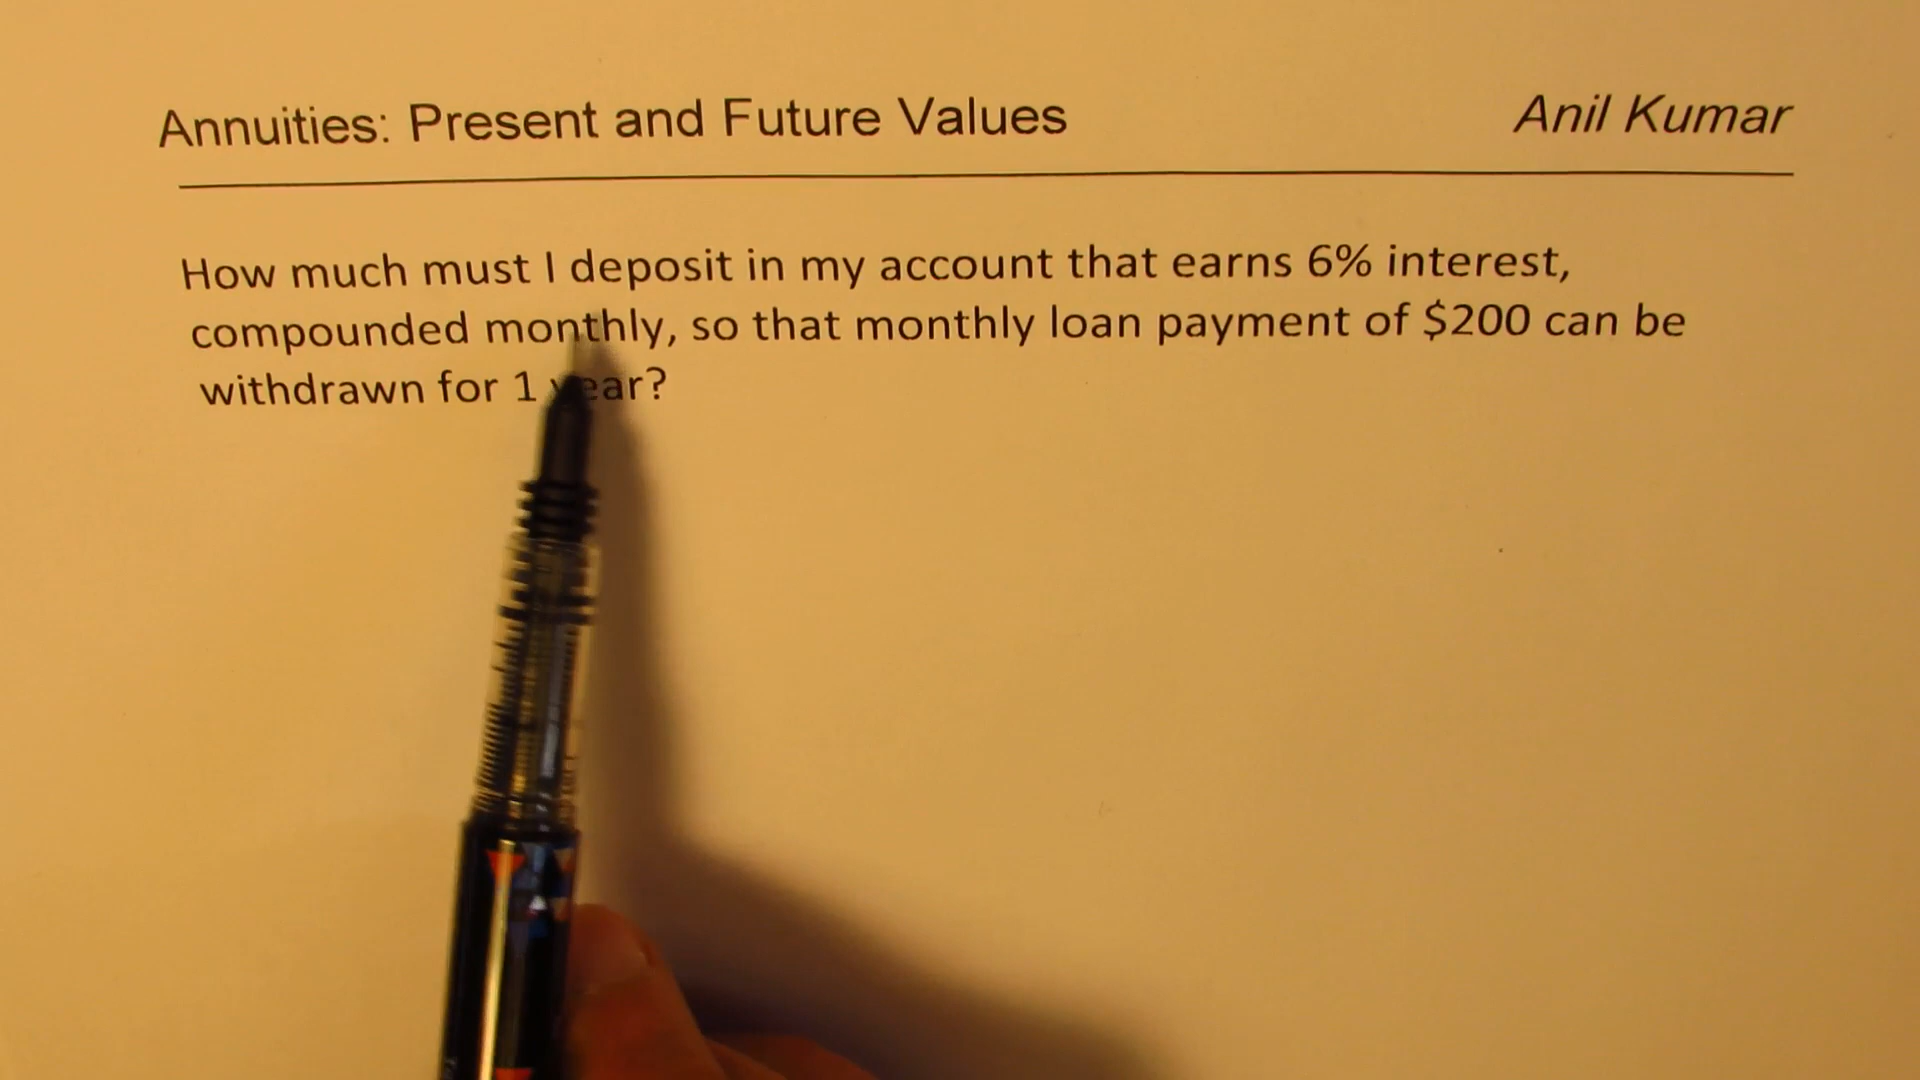 Annuities: Present and Future Values
Anil Kumar
How much must I deposit in my account that earns 6% interest,
compounded monthly, so that monthly loan payment of $200 can be
withdrawn for 1 year?